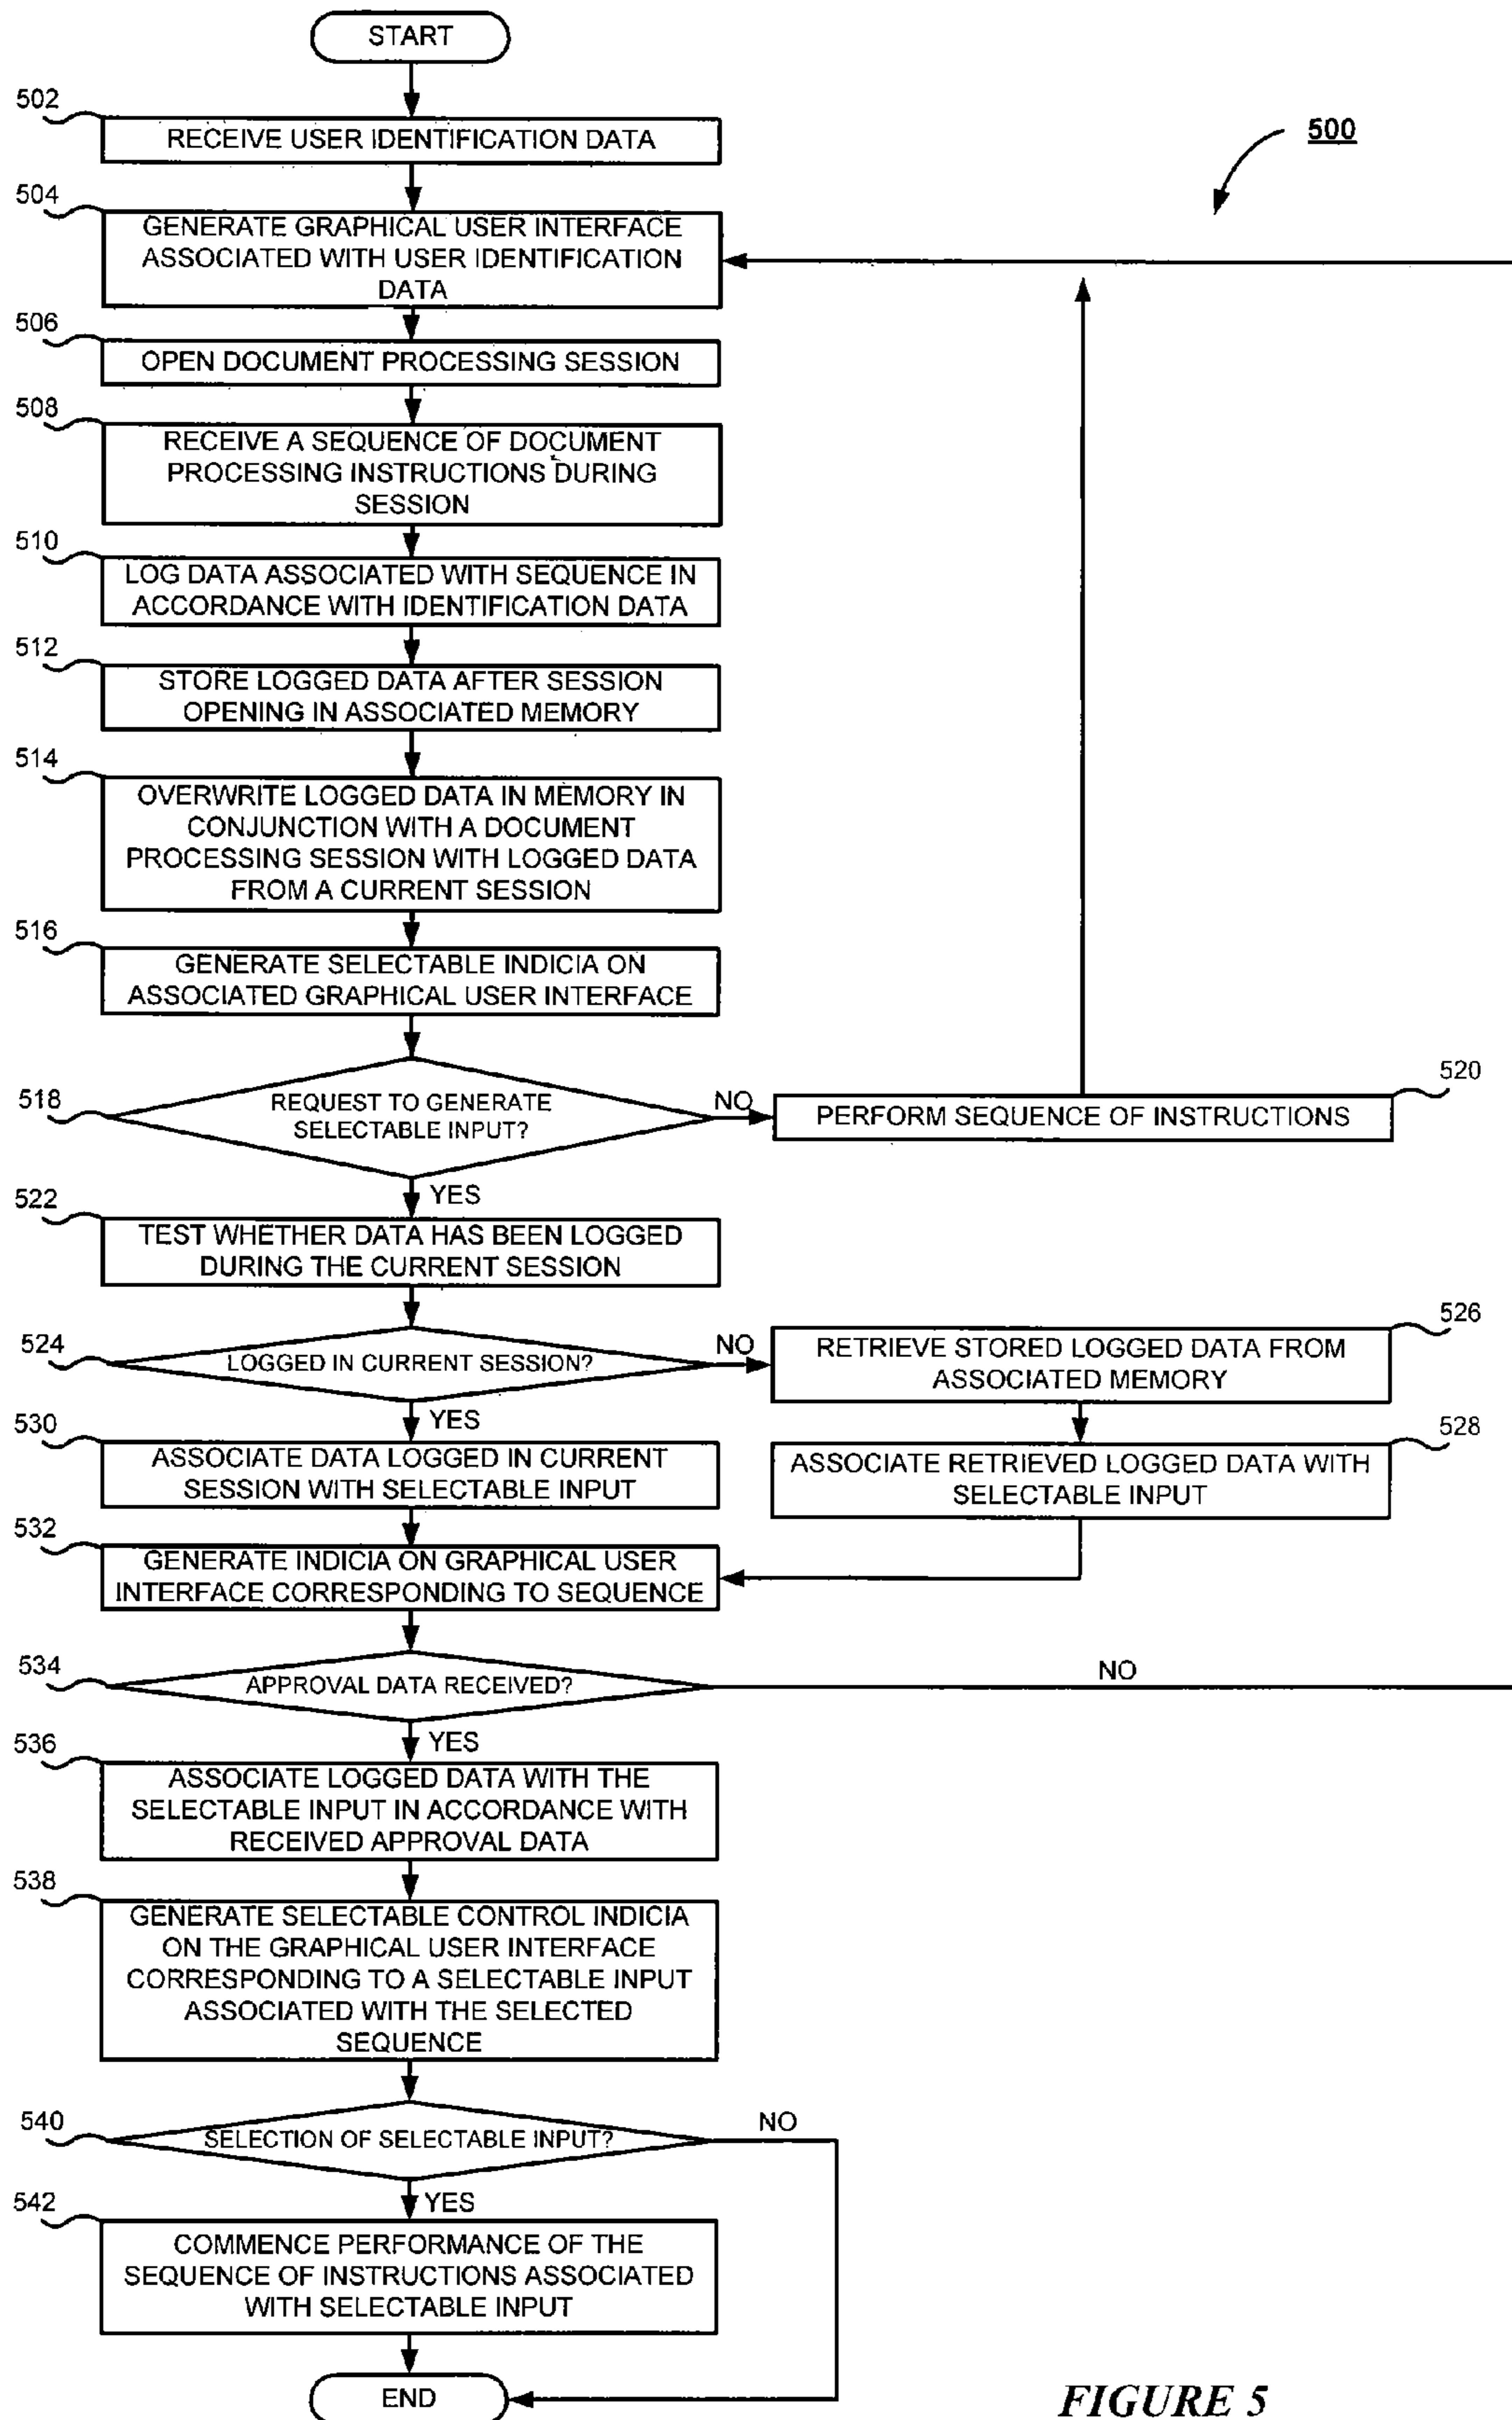 START
502
RECEIVE USER IDENTIFICATION DATA
500
504
GENERATE GRAPHICAL USER INTERFACE
ASSOCIATED WITH USER IDENTIFICATION
DATA
506
OPEN DOCUMENT PROCESSING SESSION
508
RECEIVE A SEQUENCE OF DOCUMENT
PROCESSING INSTRUCTIONS DURING
SESSION
510
LOG DATA ASSOCIATED WITH SEQUENCE IN
ACCORDANCE WITH IDENTIFICATION DATA
512
STORE LOGGED DATA AFTER SESSION
OPENING IN ASSOCIATED MEMORY
514
OVERWRITE LOGGED DATA IN MEMORY IN
CONJUNCTION WITH A DOCUMENT
PROCESSING SESSION WITH LOGGED DATA
FROM A CURRENT SESSION
516
GENERATE SELECTABLE INDICIA ON
ASSOCIATED GRAPHICAL USER INTERFACE
518
REQUEST TO GENERATE
SELECTABLE INPUT?
NO
520
PERFORM SEQUENCE OF INSTRUCTIONS
YES
522
TEST WHETHER DATA HAS BEEN LOGGED
DURING THE CURRENT SESSION
524
LOGGED IN CURRENT SESSION?
NO
526
RETRIEVE STORED LOGGED DATA FROM
ASSOCIATED MEMORY
YES
530
ASSOCIATE DATA LOGGED IN CURRENT
SESSION WITH SELECTABLE INPUT
528
ASSOCIATE RETRIEVED LOGGED DATA WITH
SELECTABLE INPUT
532
GENERATE INDICIA ON GRAPHICAL USER
INTERFACE CORRESPONDING TO SEQUENCE
534
APPROVAL DATA RECEIVED?
NO
YES
536
ASSOCIATE LOGGED DATA WITH THE
SELECTABLE INPUT IN ACCORDANCE WITH
RECEIVED APPROVAL DATA
538
GENERATE SELECTABLE CONTROL INDICIA
ON THE GRAPHICAL USER INTERFACE
CORRESPONDING TO A SELECTABLE INPUT
ASSOCIATED WITH THE SELECTED
SEQUENCE
540
SELECTION OF SELECTABLE INPUT?
NO
YES
542
COMMENCE PERFORMANCE OF THE
SEQUENCE OF INSTRUCTIONS ASSOCIATED
WITH SELECTABLE INPUT
END
FIGURE 5